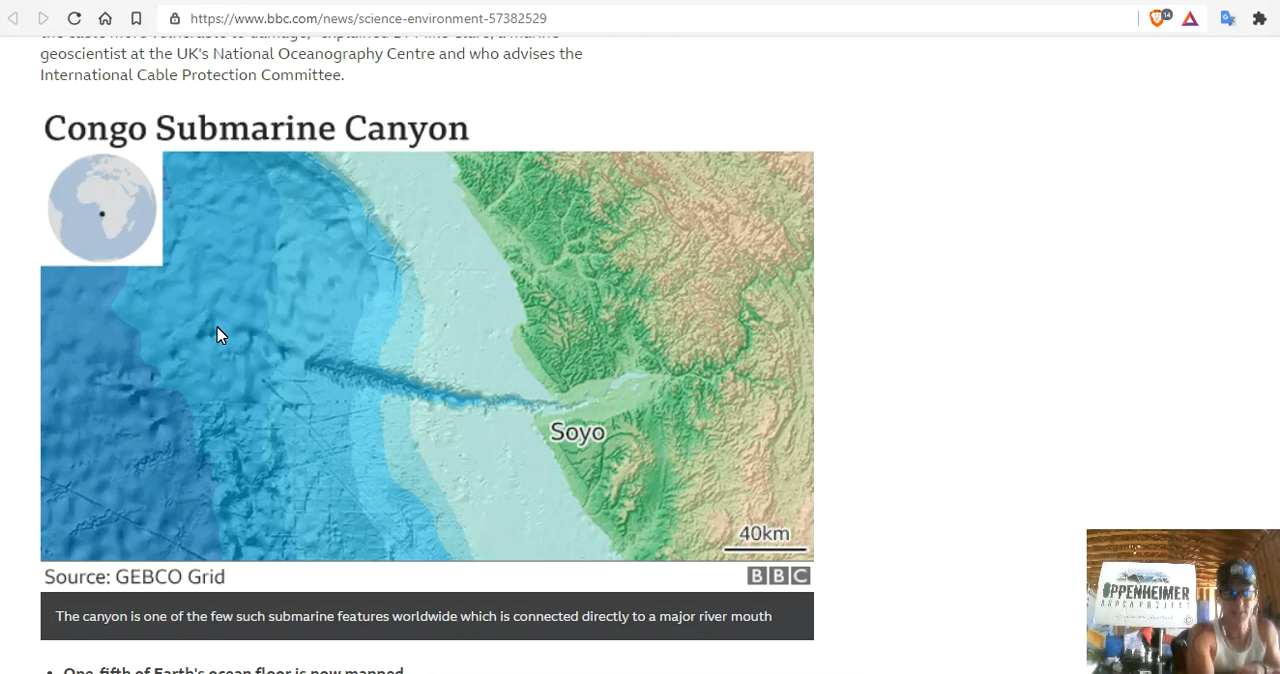 https://www.bbc.com/news/science-environment-57382529
14
geoscientist at the UK's National Oceanography Centre and who advises the
International Cable Protection Committee.
Congo Submarine Canyon
Soyo
40km
Source: GEBCO Grid
BBC
The canyon is one of the few such submarine features worldwide which is connected directly to a major river mouth
One-fifth of Earth's ocean floor is now mapped
OPPENHEIMER